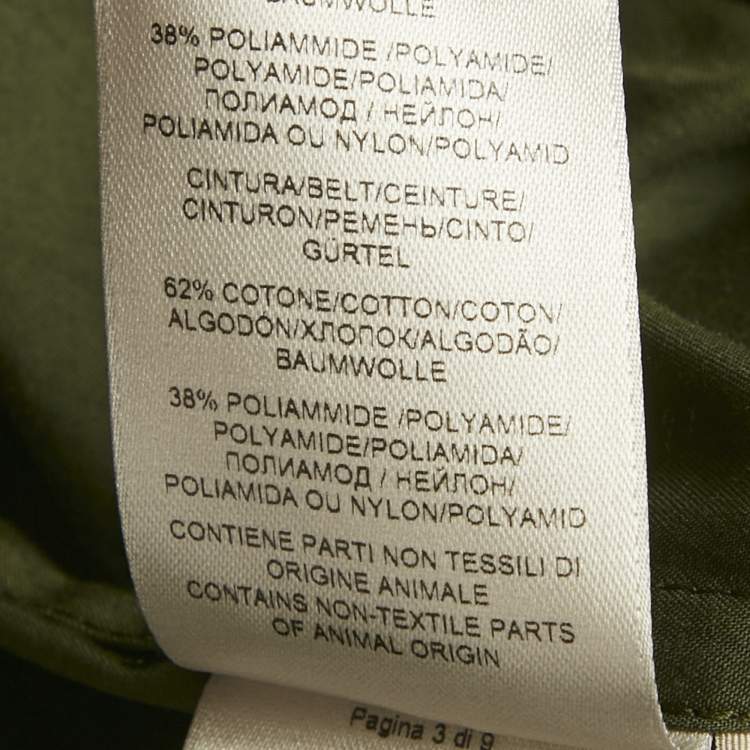 BAUMWOLLE
38% POLIAMMIDE /POLYAMIDE/
POLYAMIDE/POLIAMIDA/
ПОЛИАМОД / НЕЙЛОН/
POLIAMIDA OU NYLON/POLYAMID
CINTURA/BELT/CEINTURE/
CINTURON/РЕМЕНЬ/CINTO/
GÜRTEL
62% COTONE/COTTON/COTON/
ALGODÓN/ХЛОПОК/ALGODÃO/
BAUMWOLLE
38% POLIAMMIDE /POLYAMIDE/
POLYAMIDE/POLIAMIDA/
ПОЛИАМОД / НЕЙЛОН/
POLIAMIDA OU NYLON/POLYAMID
CONTIENE PARTI NON TESSILI DI
ORIGINE ANIMALE
CONTAINS NON-TEXTILE PARTS
OF ANIMAL ORIGIN
Pagina 3 di 9